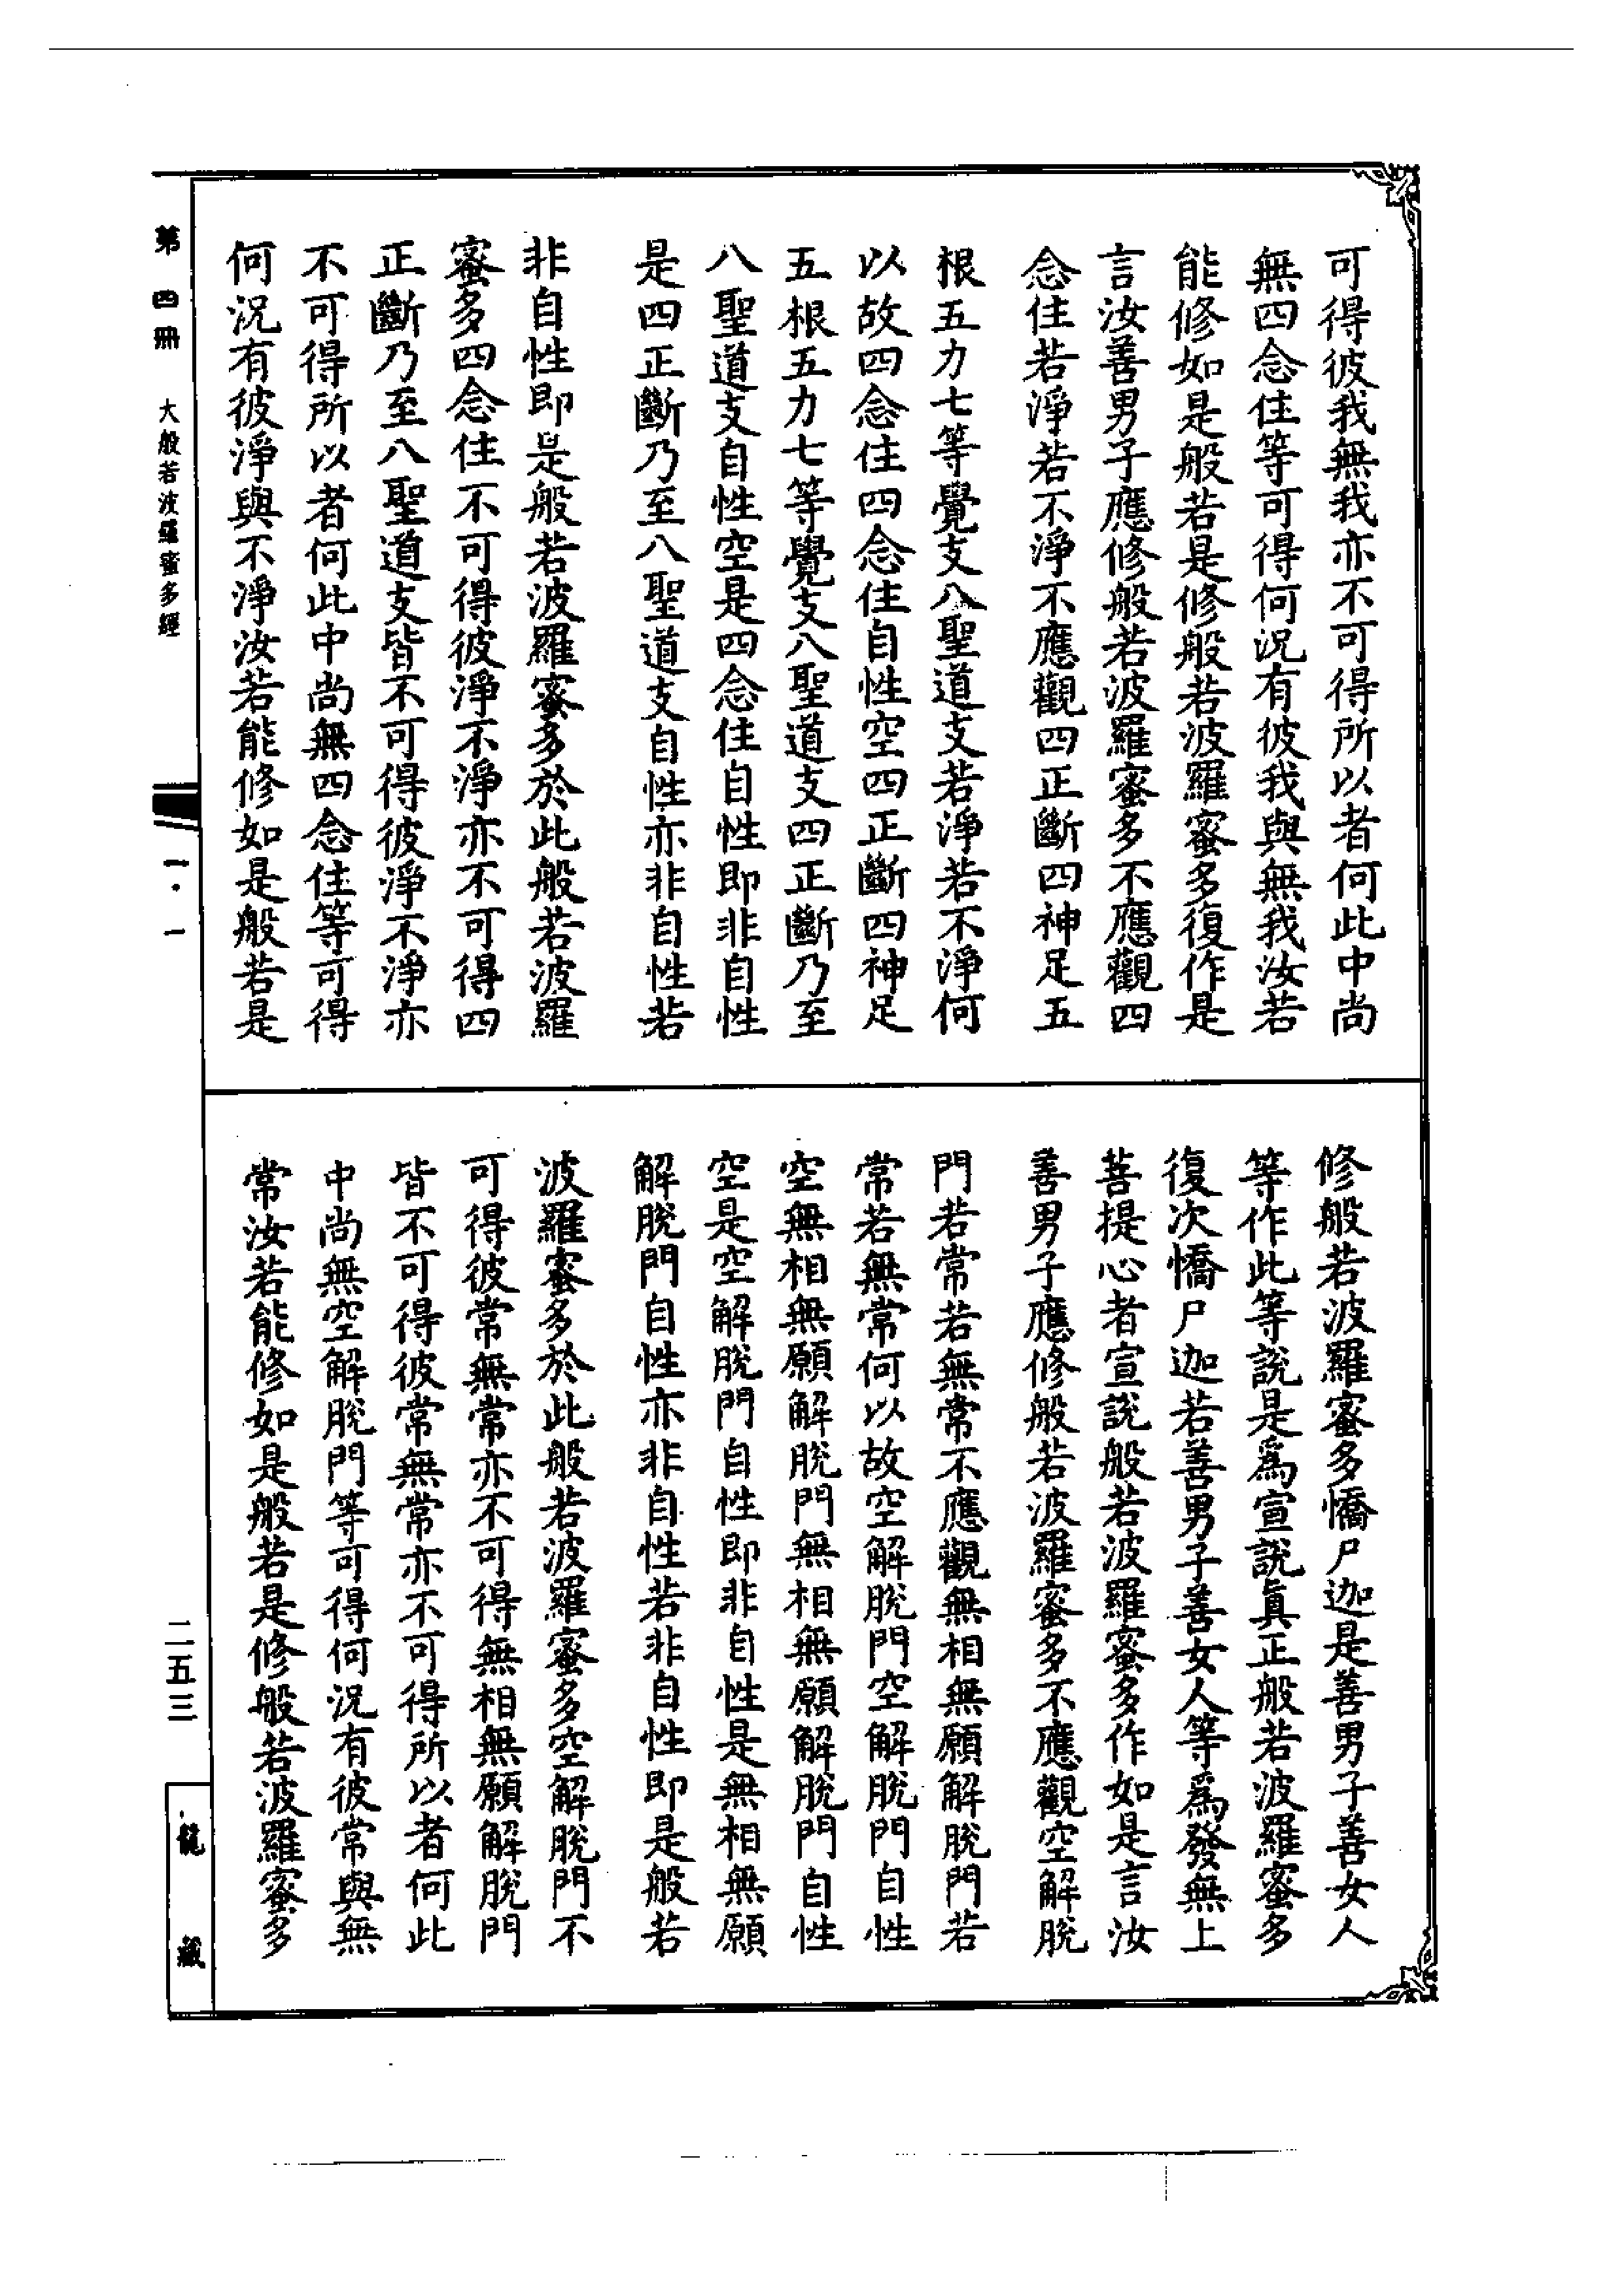 可得彼我無我亦不可得所以者何此中尚
無四念住等可得何況有彼我與無我汝若
能修如是般若是修般若波羅蜜多復作是
言汝善男子應修般若波羅蜜多不應觀四
念住若淨若不淨不應觀四正斷四神足五
根五力七等覺支八聖道支若淨若不淨何
以故四念住四念住自性空四正斷四神足
五根五力七等覺支八聖道支四正斷乃至
八聖道支自性空是四念住自性即非自性
是四正斷乃至八聖道支自性亦非自性若
非自性即是般若波羅蜜多於此般若波羅
蜜多四念住不可得彼淨不淨亦不可得四
正斷乃至八聖道支皆不可得彼淨不淨亦
不可得所以者何此中尚無四念住等可得
何況有彼淨與不淨汝若能修如是般若是
修般若波羅蜜多憍尸迦是善男子善女人
等作此等說是為宣說真正般若波羅蜜多
復次憍尸迦若善男子善女人等為發無上
菩提心者宣說般若波羅蜜多作如是言汝
善男子應修般若波羅蜜多不應觀空解脫
門若常若無常不應觀無相無願解脫門若
常若無常何以故空解脫門空解脫門自性
空無相無願解脫門無相無願解脫門自性
空是空解脫門自性即非自性是無相無願
解脫門自性亦非自性若非自性即是般若
波羅蜜多於此般若波羅蜜多空解脫門不
可得彼常無常亦不可得無相無願解脫門
皆不可得彼常無常亦不可得所以者何此
中尚無空解脫門等可得何況有彼常與無
常汝若能修如是般若是修般若波羅蜜多
第四冊 大般若波羅蜜多經 一·一 二五三 龍藏